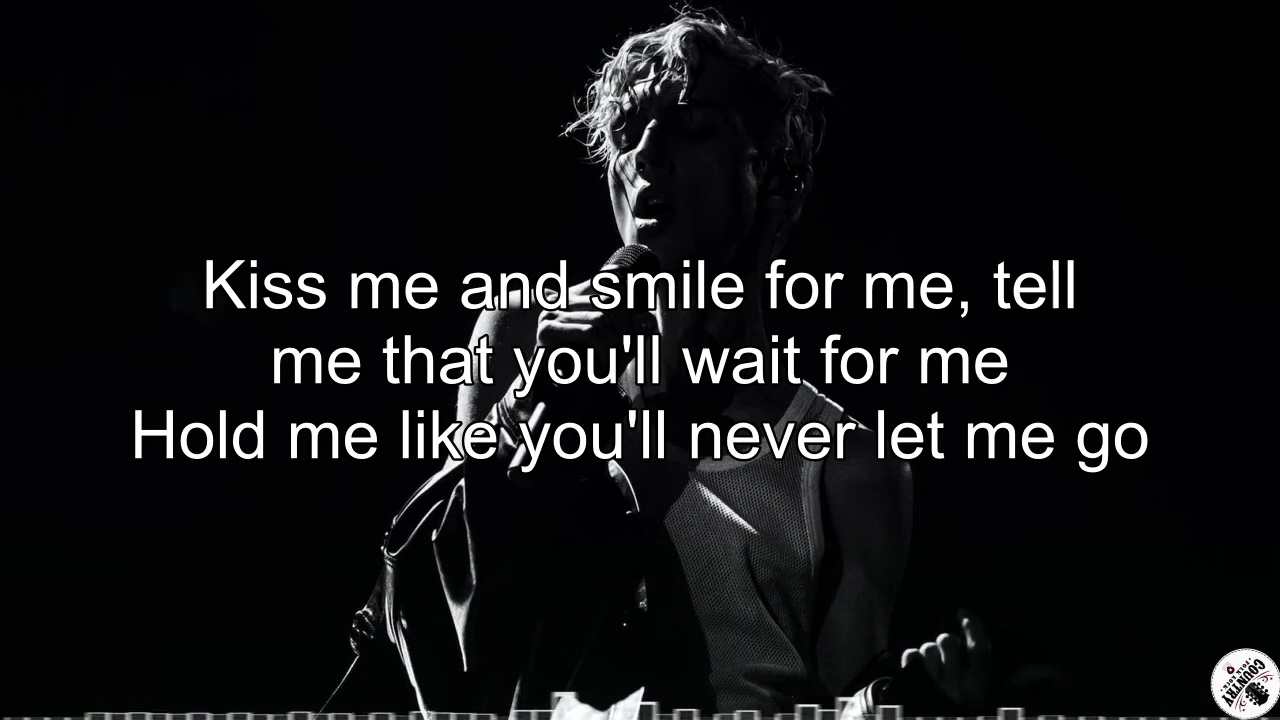 Kiss me and smile for me, tell
me that you'll wait for me
Hold me like you'll never let me go
COUNTRY